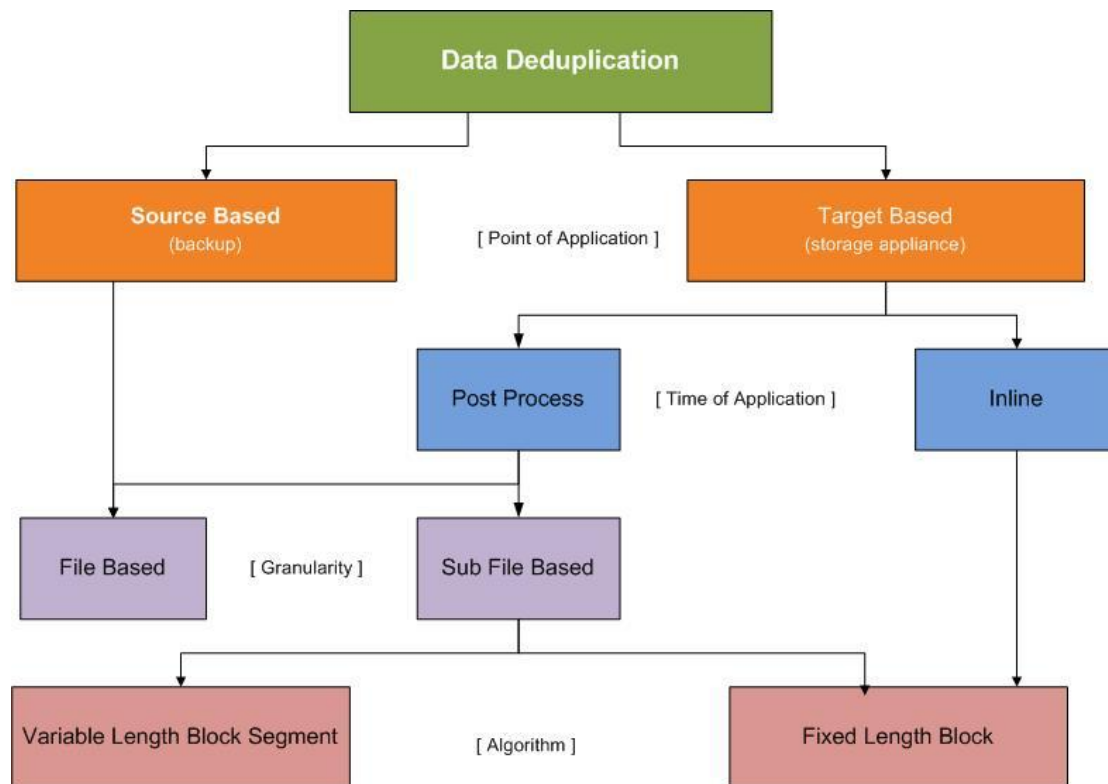 Data Deduplication
Source Based
(backup)
[ Point of Application ]
Target Based
(storage appliance)
Post Process
[ Time of Application ]
Inline
File Based
[ Granularity ]
Sub File Based
Variable Length Block Segment
[ Algorithm ]
Fixed Length Block